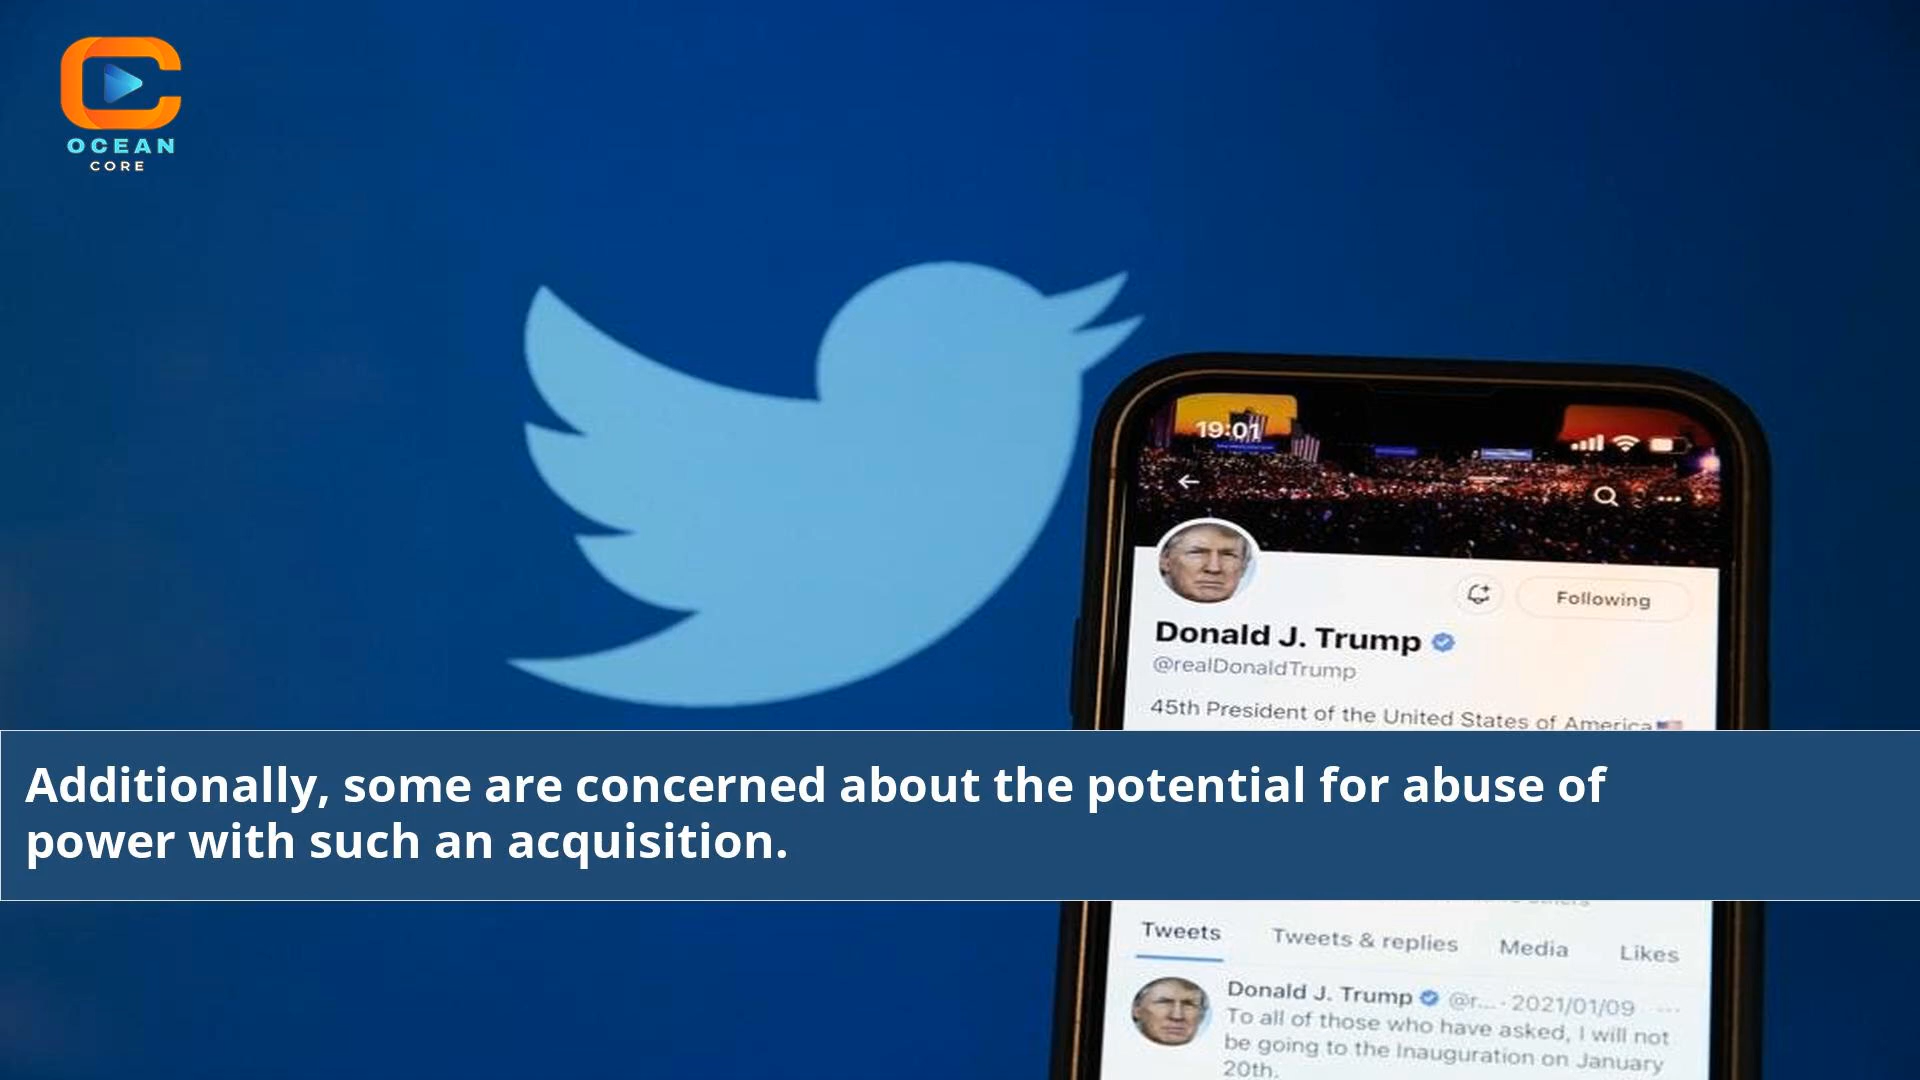 OCEAN
CORE
19:01
Following
Donald J. Trump
@realDonaldTrump
45th President of the United States of America
Additionally, some are concerned about the potential for abuse of
power with such an acquisition.
Tweets Tweets & replies Media Likes
Donald J. Trump @r... · 2021/01/09 ...
To all of those who have asked, I will not
be going to the Inauguration on January
20th.